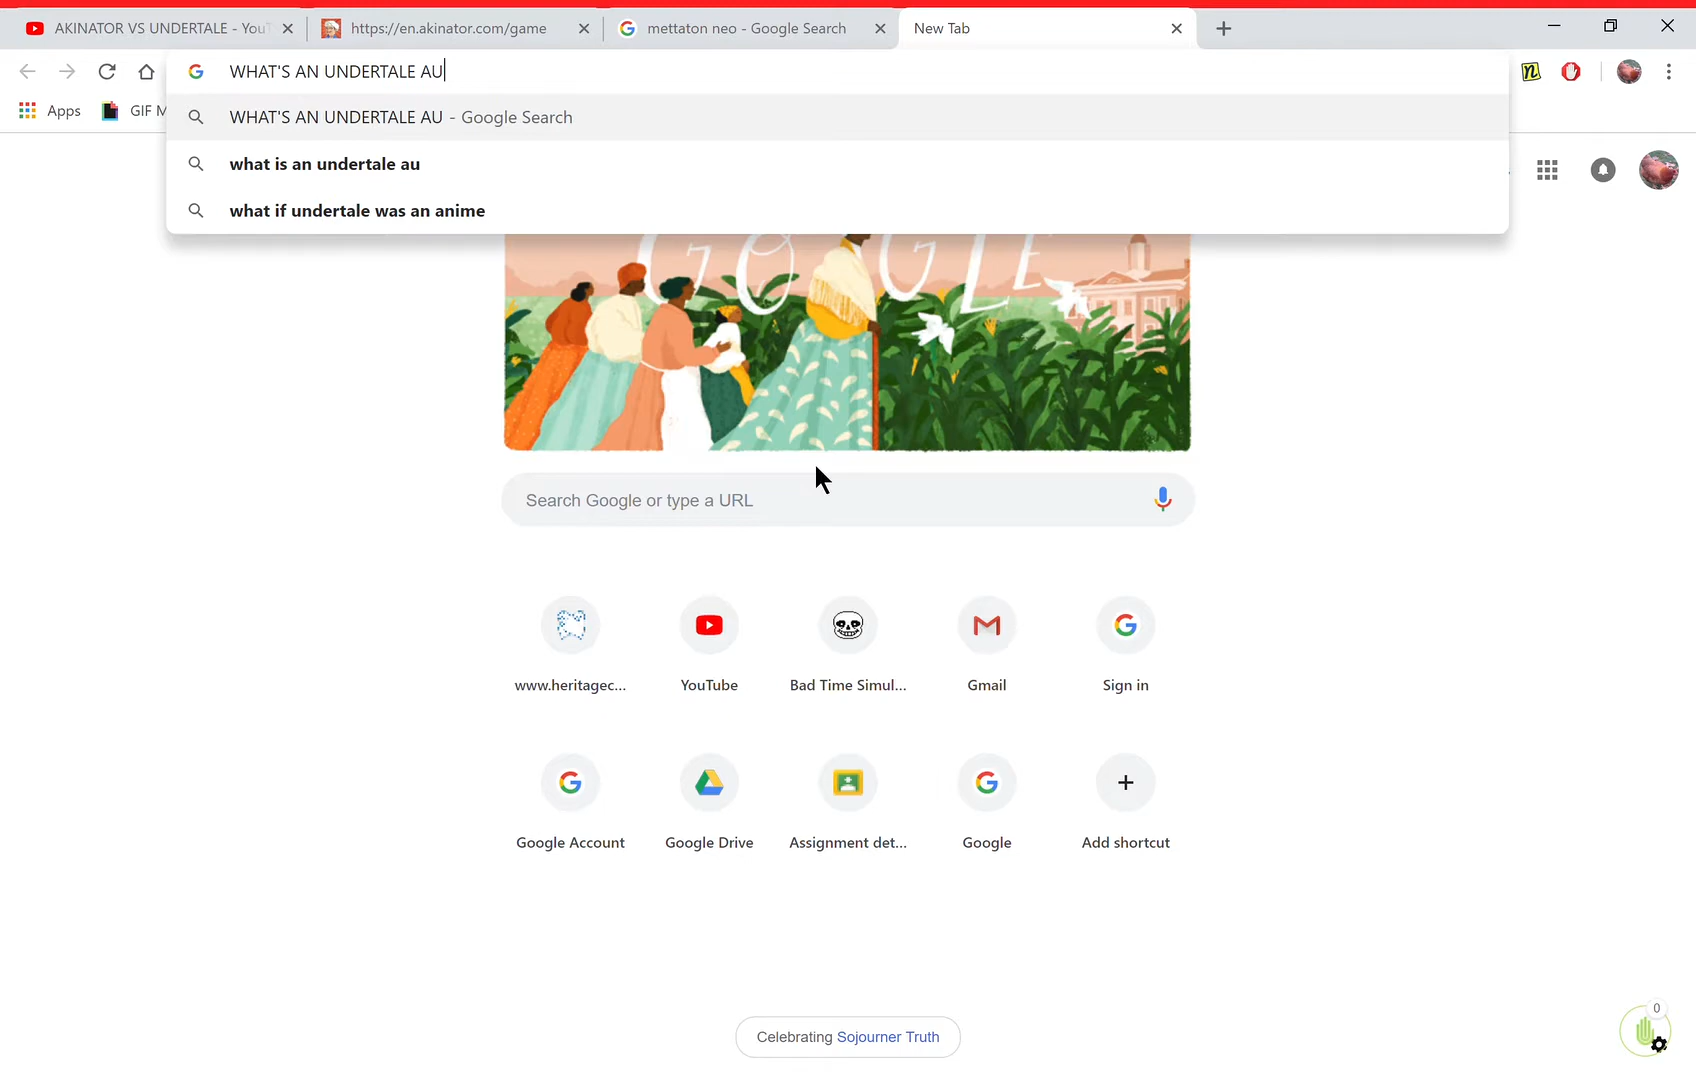 AKINATOR VS UNDERTALE - You
https://en.akinator.com/game
mettaton neo - Google Search
New Tab
WHAT'S AN UNDERTALE AU
Apps
GIF M
WHAT'S AN UNDERTALE AU - Google Search
what is an undertale au
what if undertale was an anime
GOOGLE
Search Google or type a URL
www.heritagec...
YouTube
Bad Time Simul...
Gmail
Sign in
Google Account
Google Drive
Assignment det...
Google
Add shortcut
Celebrating Sojourner Truth
0